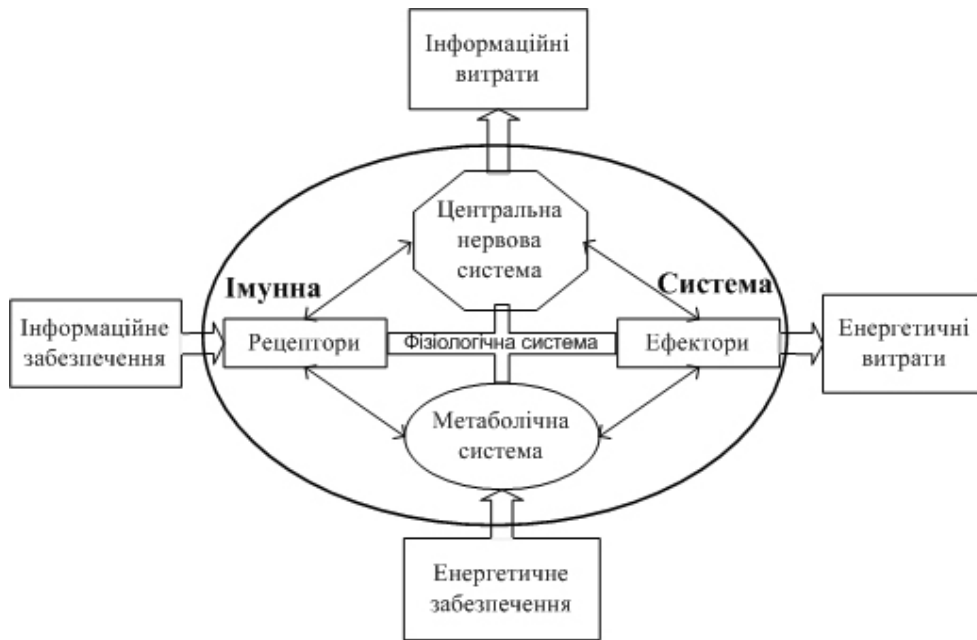 Інформаційні
витрати
Центральна
нервова
система
Імунна
Система
Інформаційне
забезпечення
Рецептори
Фізіологічна система
Ефектори
Енергетичні
витрати
Метаболічна
система
Енергетичне
забезпечення